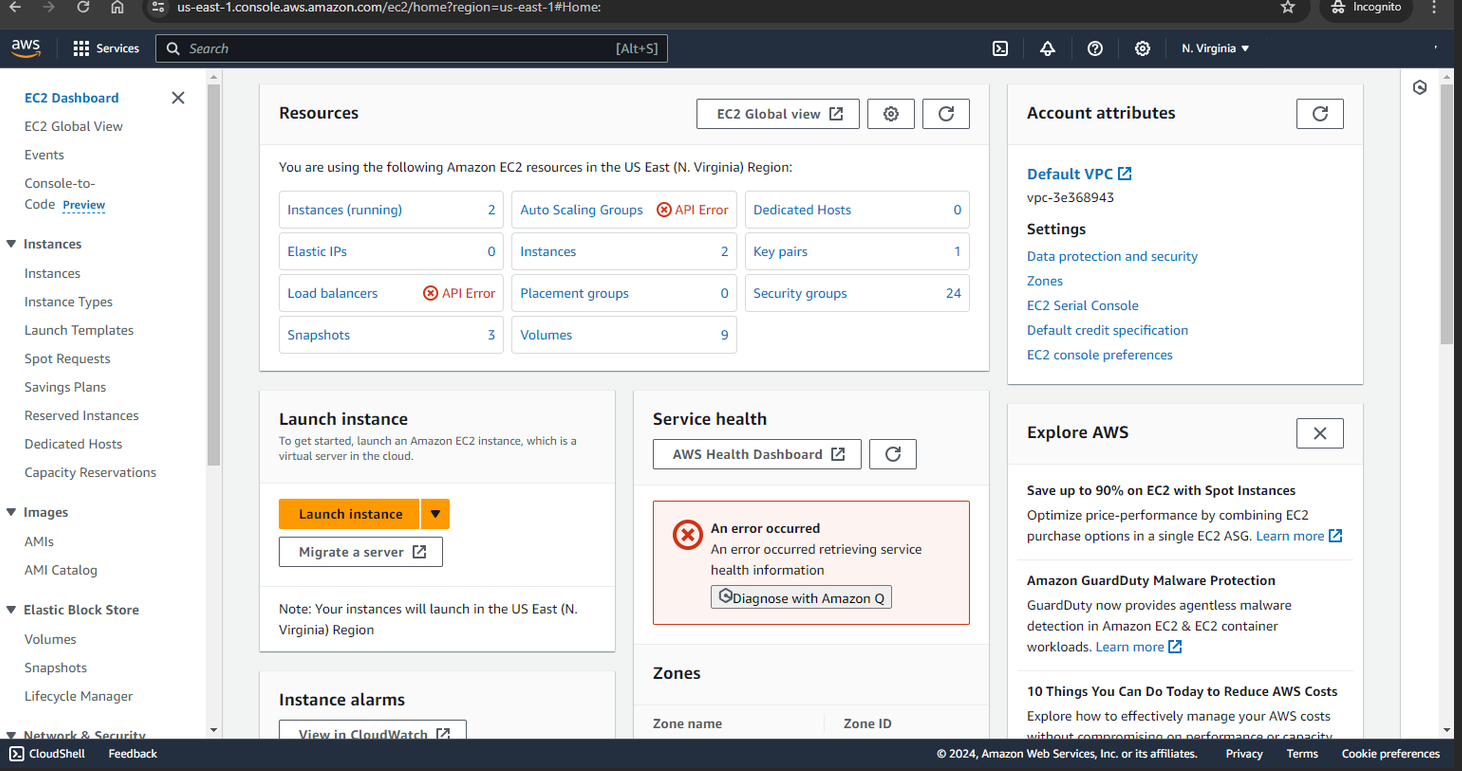 us-east-1.console.aws.amazon.com/ec2/home?region=us-east-1#Home:
Incognito
aws
Services
Search
[Alt+S]
N. Virginia
EC2 Dashboard
EC2 Global View
Events
Console-to-
Code Preview
Instances
Instances
Instance Types
Launch Templates
Spot Requests
Savings Plans
Reserved Instances
Dedicated Hosts
Capacity Reservations
Images
AMIs
AMI Catalog
Elastic Block Store
Volumes
Snapshots
Lifecycle Manager
Network & Security
Resources
EC2 Global view
You are using the following Amazon EC2 resources in the US East (N. Virginia) Region:
Instances (running) 2
Auto Scaling Groups API Error
Dedicated Hosts 0
Elastic IPs 0
Instances 2
Key pairs 1
Load balancers API Error
Placement groups 0
Security groups 24
Snapshots 3
Volumes 9
Launch instance
To get started, launch an Amazon EC2 instance, which is a
virtual server in the cloud.
Launch instance
Migrate a server
Note: Your instances will launch in the US East (N.
Virginia) Region
Instance alarms
View in CloudWatch
Service health
AWS Health Dashboard
An error occurred
An error occurred retrieving service
health information
Diagnose with Amazon Q
Zones
Zone name Zone ID
Account attributes
Default VPC
vpc-3e368943
Settings
Data protection and security
Zones
EC2 Serial Console
Default credit specification
EC2 console preferences
Explore AWS
Save up to 90% on EC2 with Spot Instances
Optimize price-performance by combining EC2
purchase options in a single EC2 ASG. Learn more
Amazon GuardDuty Malware Protection
GuardDuty now provides agentless malware
detection in Amazon EC2 & EC2 container
workloads. Learn more
10 Things You Can Do Today to Reduce AWS Costs
Explore how to effectively manage your AWS costs
without compromising on performance or capacity
CloudShell
Feedback
© 2024, Amazon Web Services, Inc. or its affiliates.
Privacy
Terms
Cookie preferences